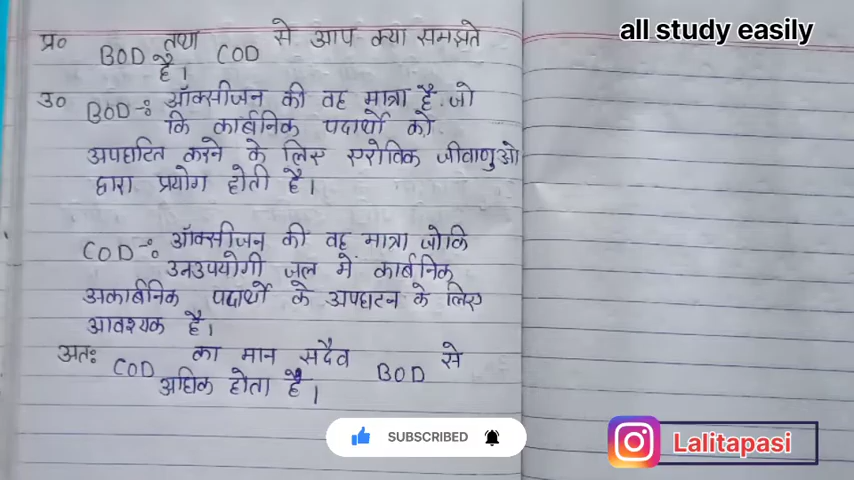 all study easily
प्र० BOD तथा COD से आप क्या समझते
है।
उ० BOD-: ऑक्सीजन की वह मात्रा है जो
कि कार्बनिक पदार्थो को
अपघटित करने के लिए एरोविक जीवाणुओ
द्वारा प्रयोग होती है।
COD-: ऑक्सीजन की वह मात्रा जोकि
उनउपयोगी जल में कार्बनिक
अकार्बनिक पदार्थो के अपघटन के लिए
आवश्यक है।
अतः COD का मान सदैव BOD से
अधिक होता है।
SUBSCRIBED
Lalitapasi